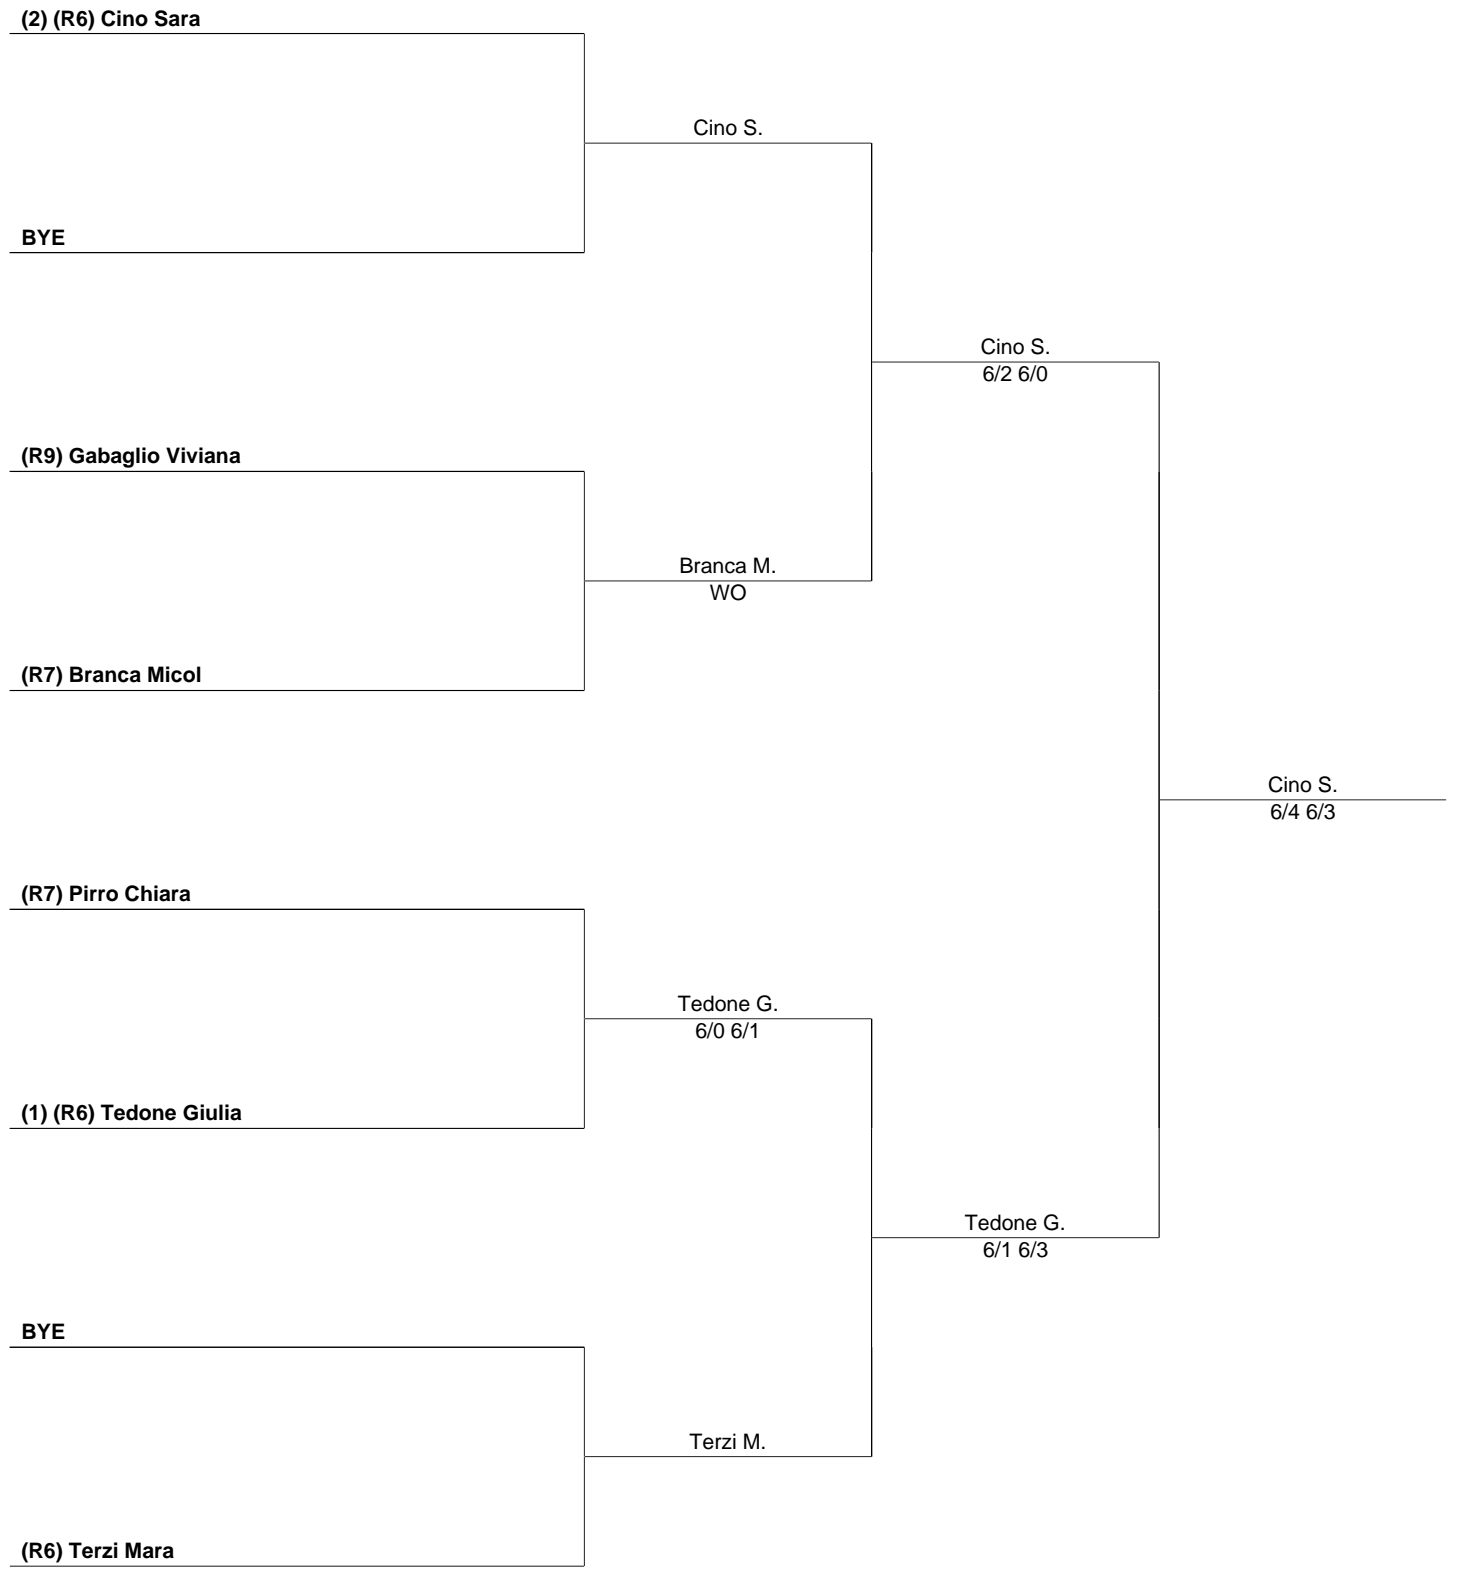 (2) (R6) Cino Sara
Cino S.
BYE
Cino S.
6/2 6/0
(R9) Gabaglio Viviana
Branca M.
WO
(R7) Branca Micol
Cino S.
6/4 6/3
(R7) Pirro Chiara
Tedone G.
6/0 6/1
(1) (R6) Tedone Giulia
Tedone G.
6/1 6/3
BYE
Terzi M.
(R6) Terzi Mara